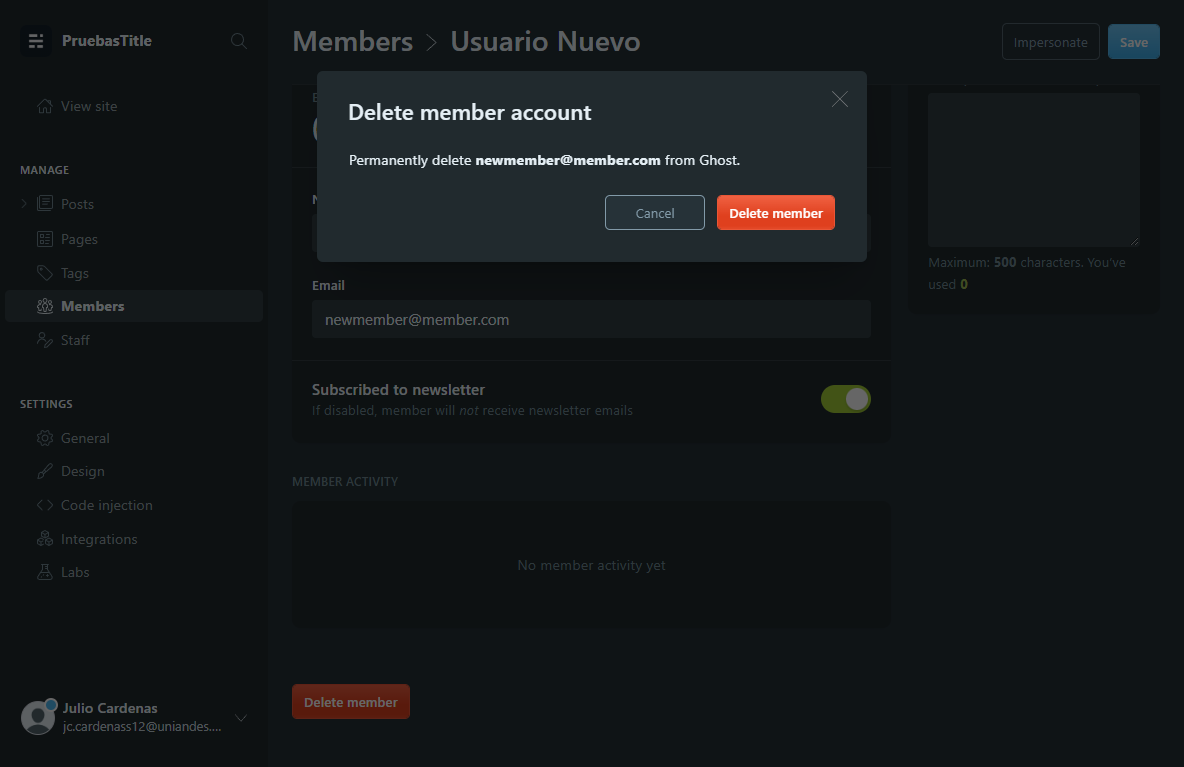 PruebasTitle
View site
MANAGE
Posts
Pages
Tags
Members
Staff
SETTINGS
General
Design
Code injection
Integrations
Labs
Julio Cardenas
jc.cardenass12@uniandes....
Members > Usuario Nuevo
Impersonate
Save
Delete member account
Permanently delete newmember@member.com from Ghost.
Cancel
Delete member
Email
newmember@member.com
Subscribed to newsletter
If disabled, member will not receive newsletter emails
MEMBER ACTIVITY
No member activity yet
Delete member
Maximum: 500 characters. You've
used 0